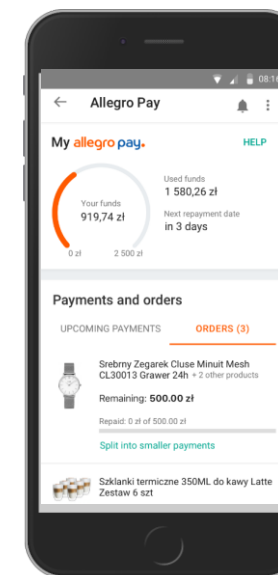 08:16
Allegro Pay
My allegro pay.
HELP
Your funds
919,74 zł
0 zł
2 500 zł
Used funds
1 580,26 zł
Next repayment date
in 3 days
Payments and orders
UPCOMING PAYMENTS
ORDERS (3)
Srebrny Zegarek Cluse Minuit Mesh
CL30013 Grawer 24h + 2 other products
Remaining: 500.00 zł
Repaid: 0 zł of 500.00 zł
Split into smaller payments
Szklanki termiczne 350ML do kawy Latte
Zestaw 6 szt